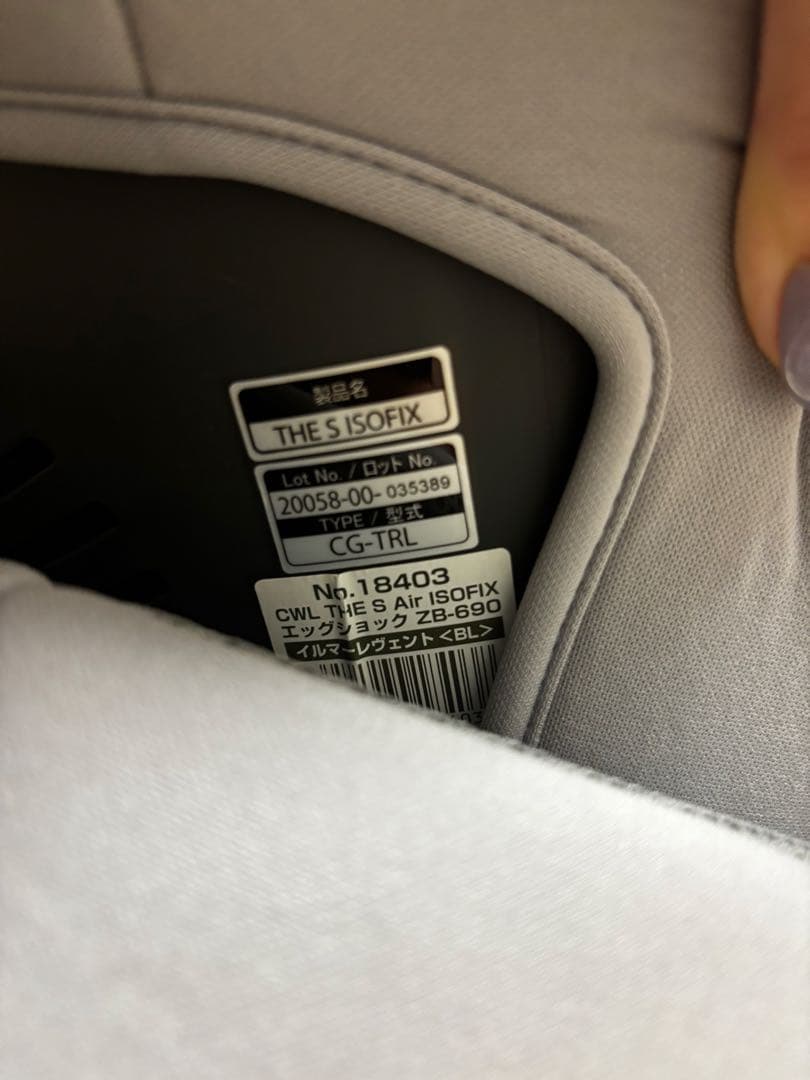 製品名
THE S ISOFIX
Lot No. / ロット No.
20058-00- 035389
TYPE / 型式
CG-TRL
No.18403
CWL THE S Air ISOFIX
エッグショック ZB-690
イルマーレヴェント<BL>